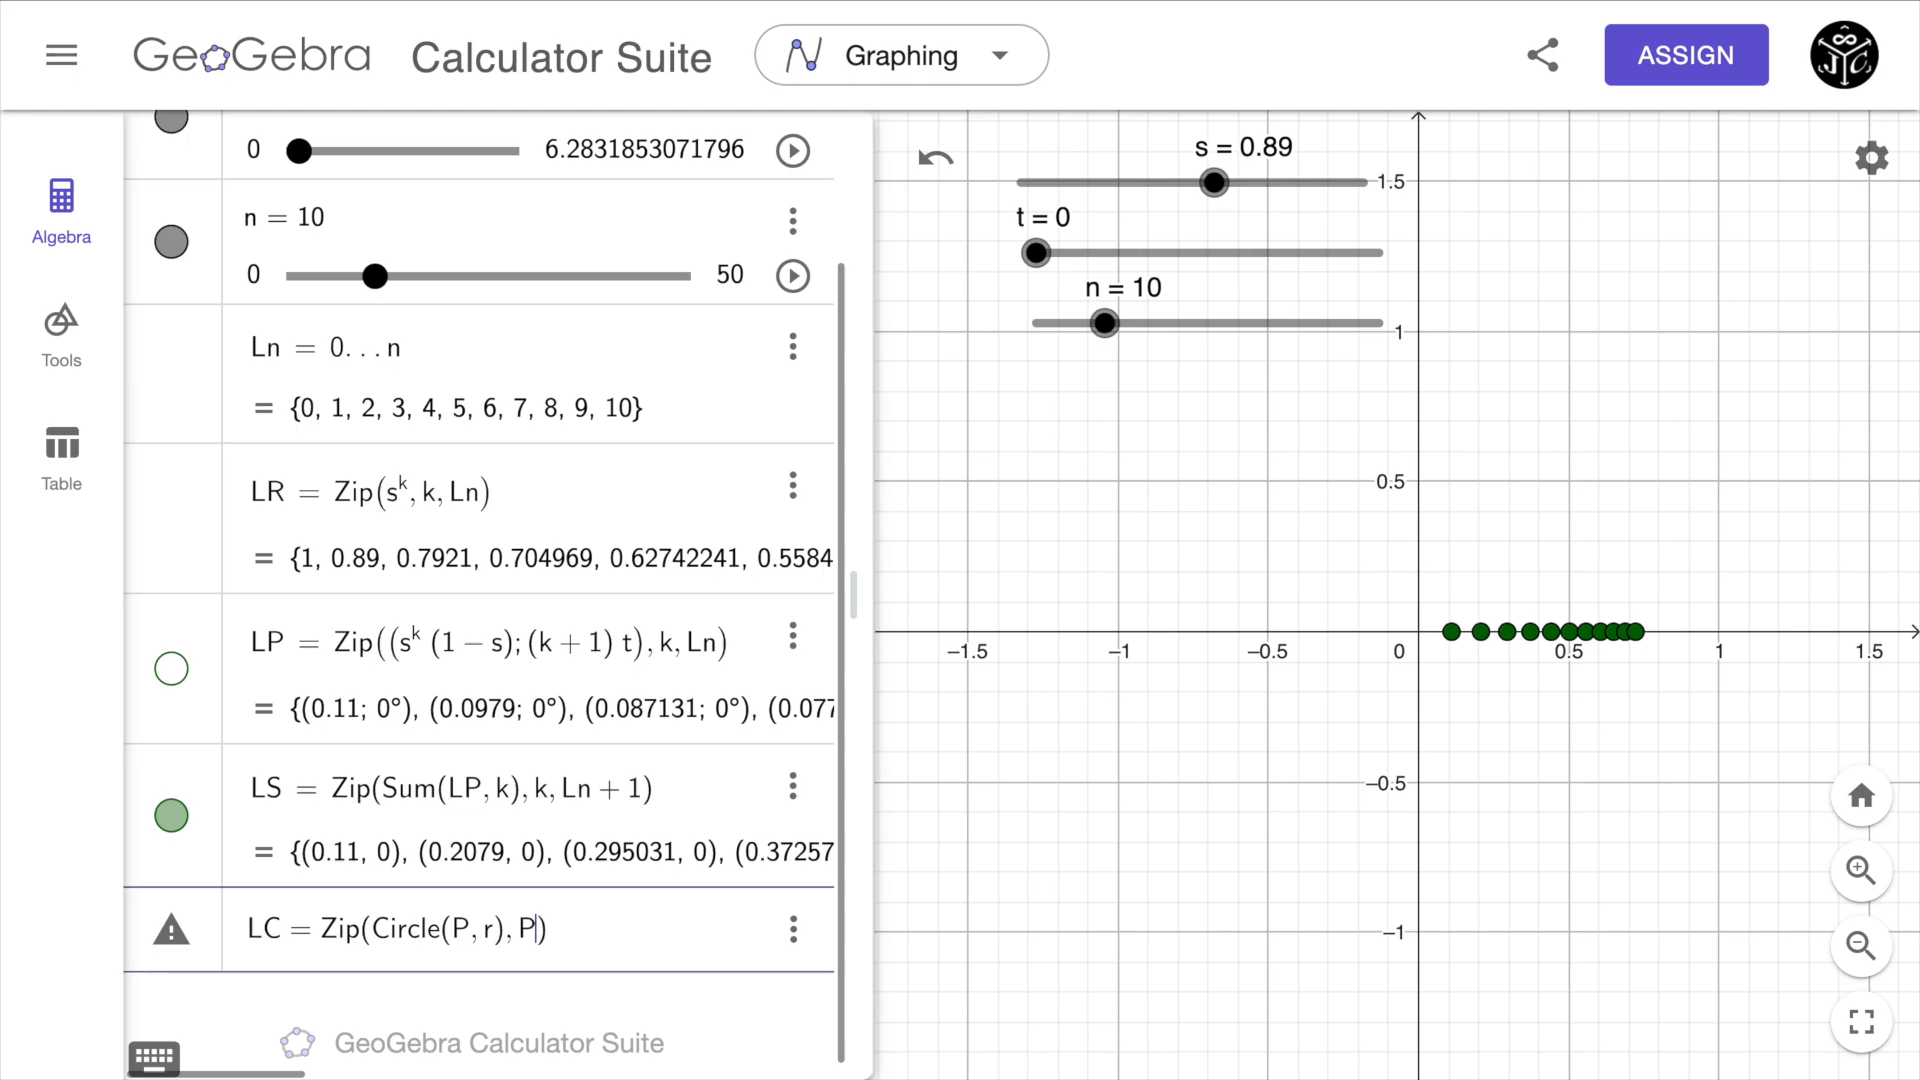 GeoGebra Calculator Suite Graphing ASSIGN
JYC
Algebra
Tools
Table
0 6.2831853071796
n = 10
0 50
Ln = 0...n
= {0, 1, 2, 3, 4, 5, 6, 7, 8, 9, 10}
LR = Zip(s^k, k, Ln)
= {1, 0.89, 0.7921, 0.704969, 0.62742241, 0.5584
LP = Zip((s^k (1 − s); (k + 1) t), k, Ln)
= {(0.11; 0°), (0.0979; 0°), (0.087131; 0°), (0.077
LS = Zip(Sum(LP, k), k, Ln + 1)
= {(0.11, 0), (0.2079, 0), (0.295031, 0), (0.37257
LC = Zip(Circle(P, r), P)
GeoGebra Calculator Suite
s = 0.89
t = 0
n = 10
1.5
1
0.5
−1.5 −1 −0.5 0 0.5 1 1.5
−0.5
−1